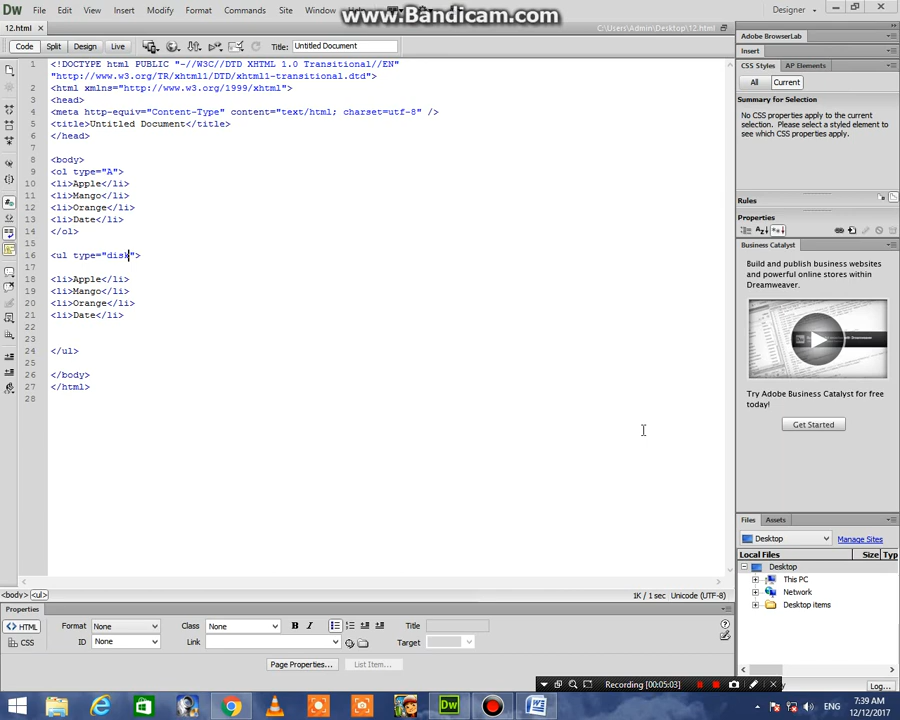 www.Bandicam.com
Dw File Edit View Insert Modify Format Commands Site Window Help
Designer
12.html ×
C:\Users\Admin\Desktop\12.html
Code Split Design Live Title: Untitled Document
1 <!DOCTYPE html PUBLIC "-//W3C//DTD XHTML 1.0 Transitional//EN"
"http://www.w3.org/TR/xhtml1/DTD/xhtml1-transitional.dtd">
2 <html xmlns="http://www.w3.org/1999/xhtml">
3 <head>
4 <meta http-equiv="Content-Type" content="text/html; charset=utf-8" />
5 <title>Untitled Document</title>
6 </head>
7
8 <body>
9 <ol type="A">
10 <li>Apple</li>
11 <li>Mango</li>
12 <li>Orange</li>
13 <li>Date</li>
14 </ol>
15
16 <ul type="disk">
17
18 <li>Apple</li>
19 <li>Mango</li>
20 <li>Orange</li>
21 <li>Date</li>
22
23
24 </ul>
25
26 </body>
27 </html>
28
Adobe BrowserLab
Insert
CSS Styles AP Elements
All Current
Summary for Selection
No CSS properties apply to the current
selection. Please select a styled element to
see which CSS properties apply.
Rules
Properties
Business Catalyst
Build and publish business websites
and powerful online stores within
Dreamweaver.
Try Adobe Business Catalyst for free
today!
Get Started
Files Assets
Desktop Manage Sites
Local Files Size Typ
Desktop
This PC
Network
Desktop items
Log...
<body> <ul>
1K / 1 sec Unicode (UTF-8)
Properties
<> HTML Format None Class None B I Title
CSS ID None Link Target
Page Properties... List Item...
Recording [00:05:03]
Dw
ENG
7:39 AM
12/12/2017